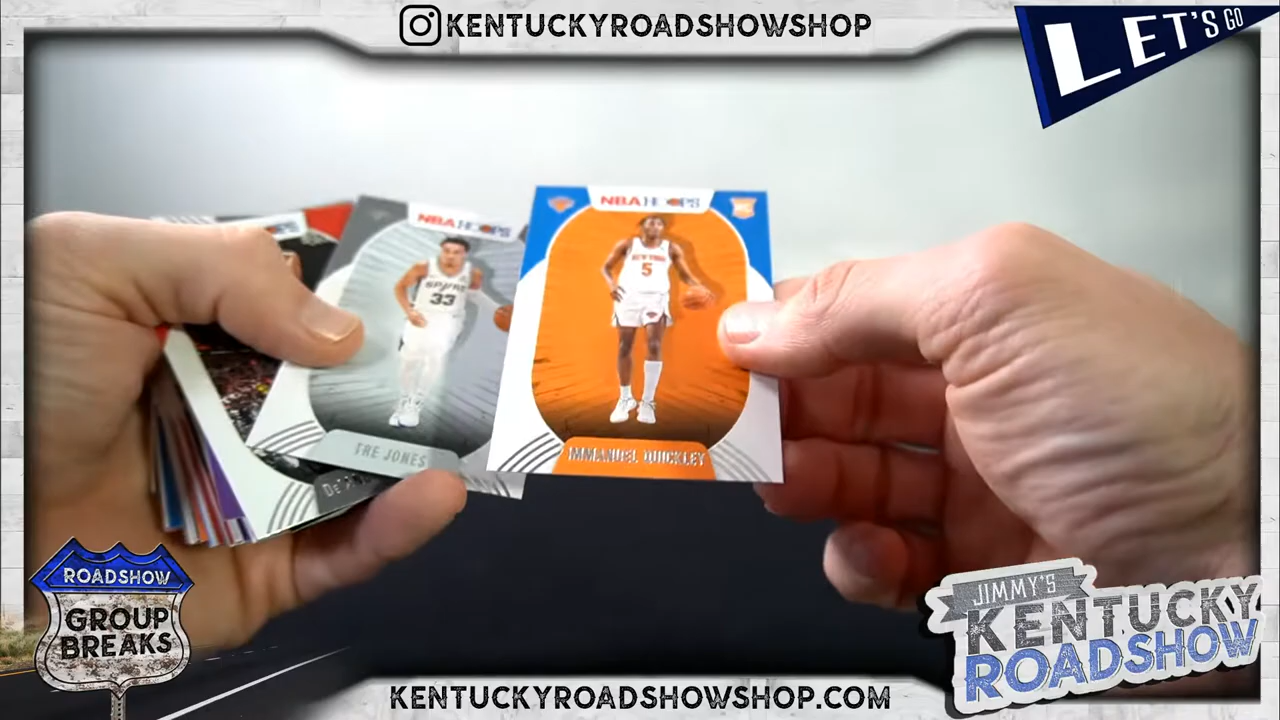 KENTUCKYROADSHOWSHOP
LET'S GO
NBA HOOPS
NBA HOOPS
NEW YORK
5
SPURS
33
IMMANUEL QUICKLEY
TRE JONES
De'A
ROADSHOW
GROUP
BREAKS
JIMMY'S
KENTUCKY
ROADSHOW
KENTUCKYROADSHOWSHOP.COM